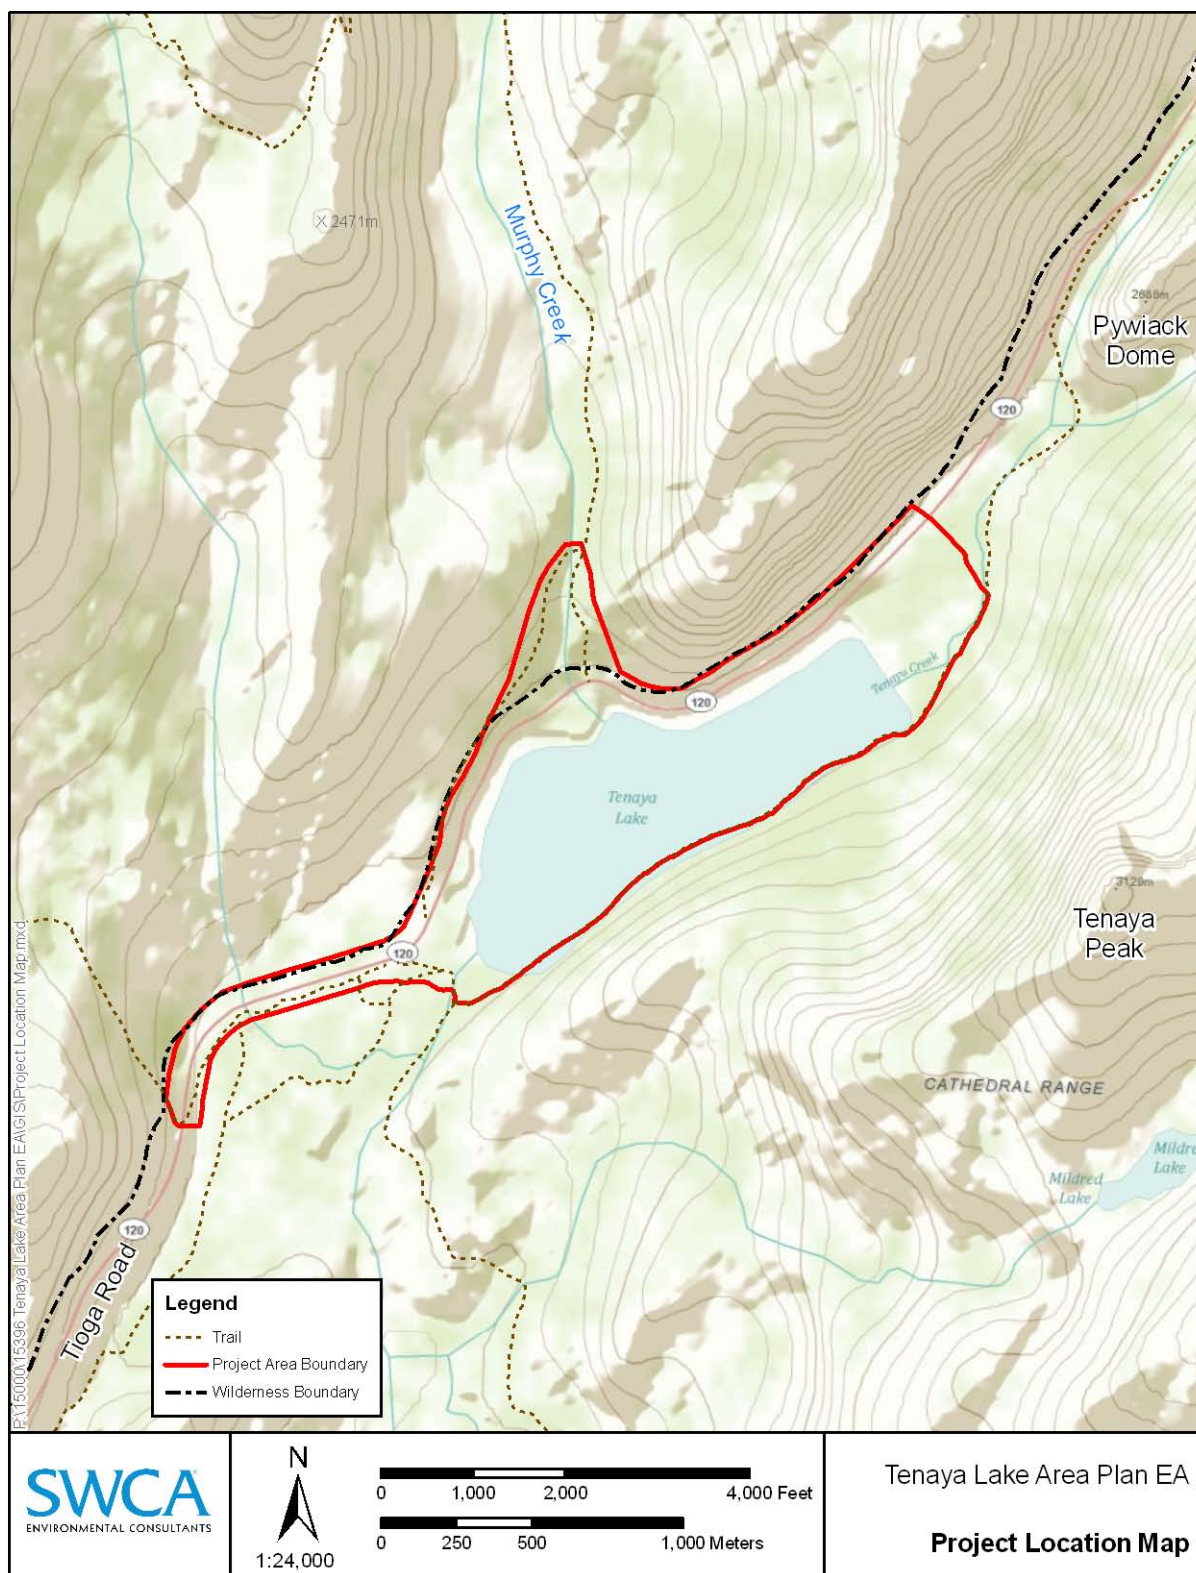 X 2471m
Murphy Creek
2688m
Pywiack
Dome
120
120
Tenaya Creek
Tenaya
Lake
3129m
Tenaya
Peak
120
CATHEDRAL RANGE
Mildred
Lake
Mildre
Lake
120
Tioga Road
P:\15000\15396 Tenaya Lake Area Plan EA\GIS\Project Location Map.mxd
Legend
Trail
Project Area Boundary
Wilderness Boundary
SWCA
ENVIRONMENTAL CONSULTANTS
N
1:24,000
0 1,000 2,000 4,000 Feet
0 250 500 1,000 Meters
Tenaya Lake Area Plan EA
Project Location Map